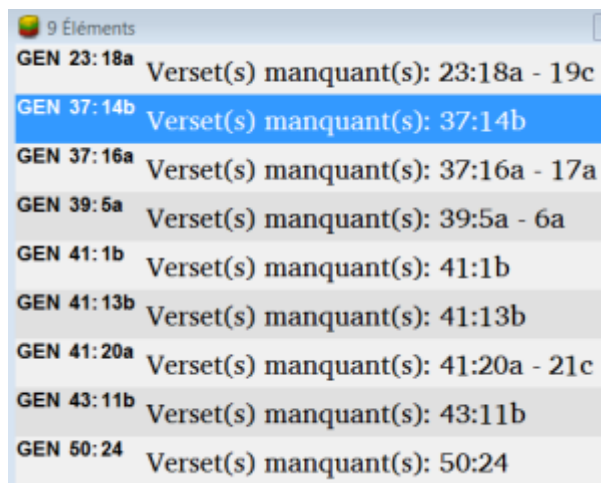 9 Éléments
GEN 23:18a Verset(s) manquant(s): 23:18a - 19c
GEN 37:14b Verset(s) manquant(s): 37:14b
GEN 37:16a Verset(s) manquant(s): 37:16a - 17a
GEN 39:5a Verset(s) manquant(s): 39:5a - 6a
GEN 41:1b Verset(s) manquant(s): 41:1b
GEN 41:13b Verset(s) manquant(s): 41:13b
GEN 41:20a Verset(s) manquant(s): 41:20a - 21c
GEN 43:11b Verset(s) manquant(s): 43:11b
GEN 50:24 Verset(s) manquant(s): 50:24